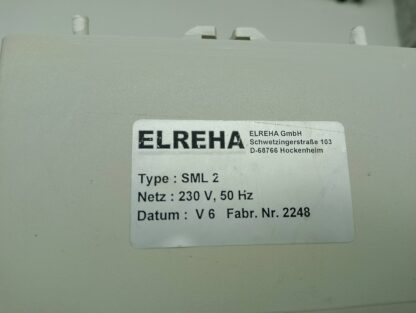 ELREHA
ELREHA GmbH
Schwetzingerstraße 103
D-68766 Hockenheim
Type : SML 2
Netz : 230 V, 50 Hz
Datum : V 6 Fabr. Nr. 2248